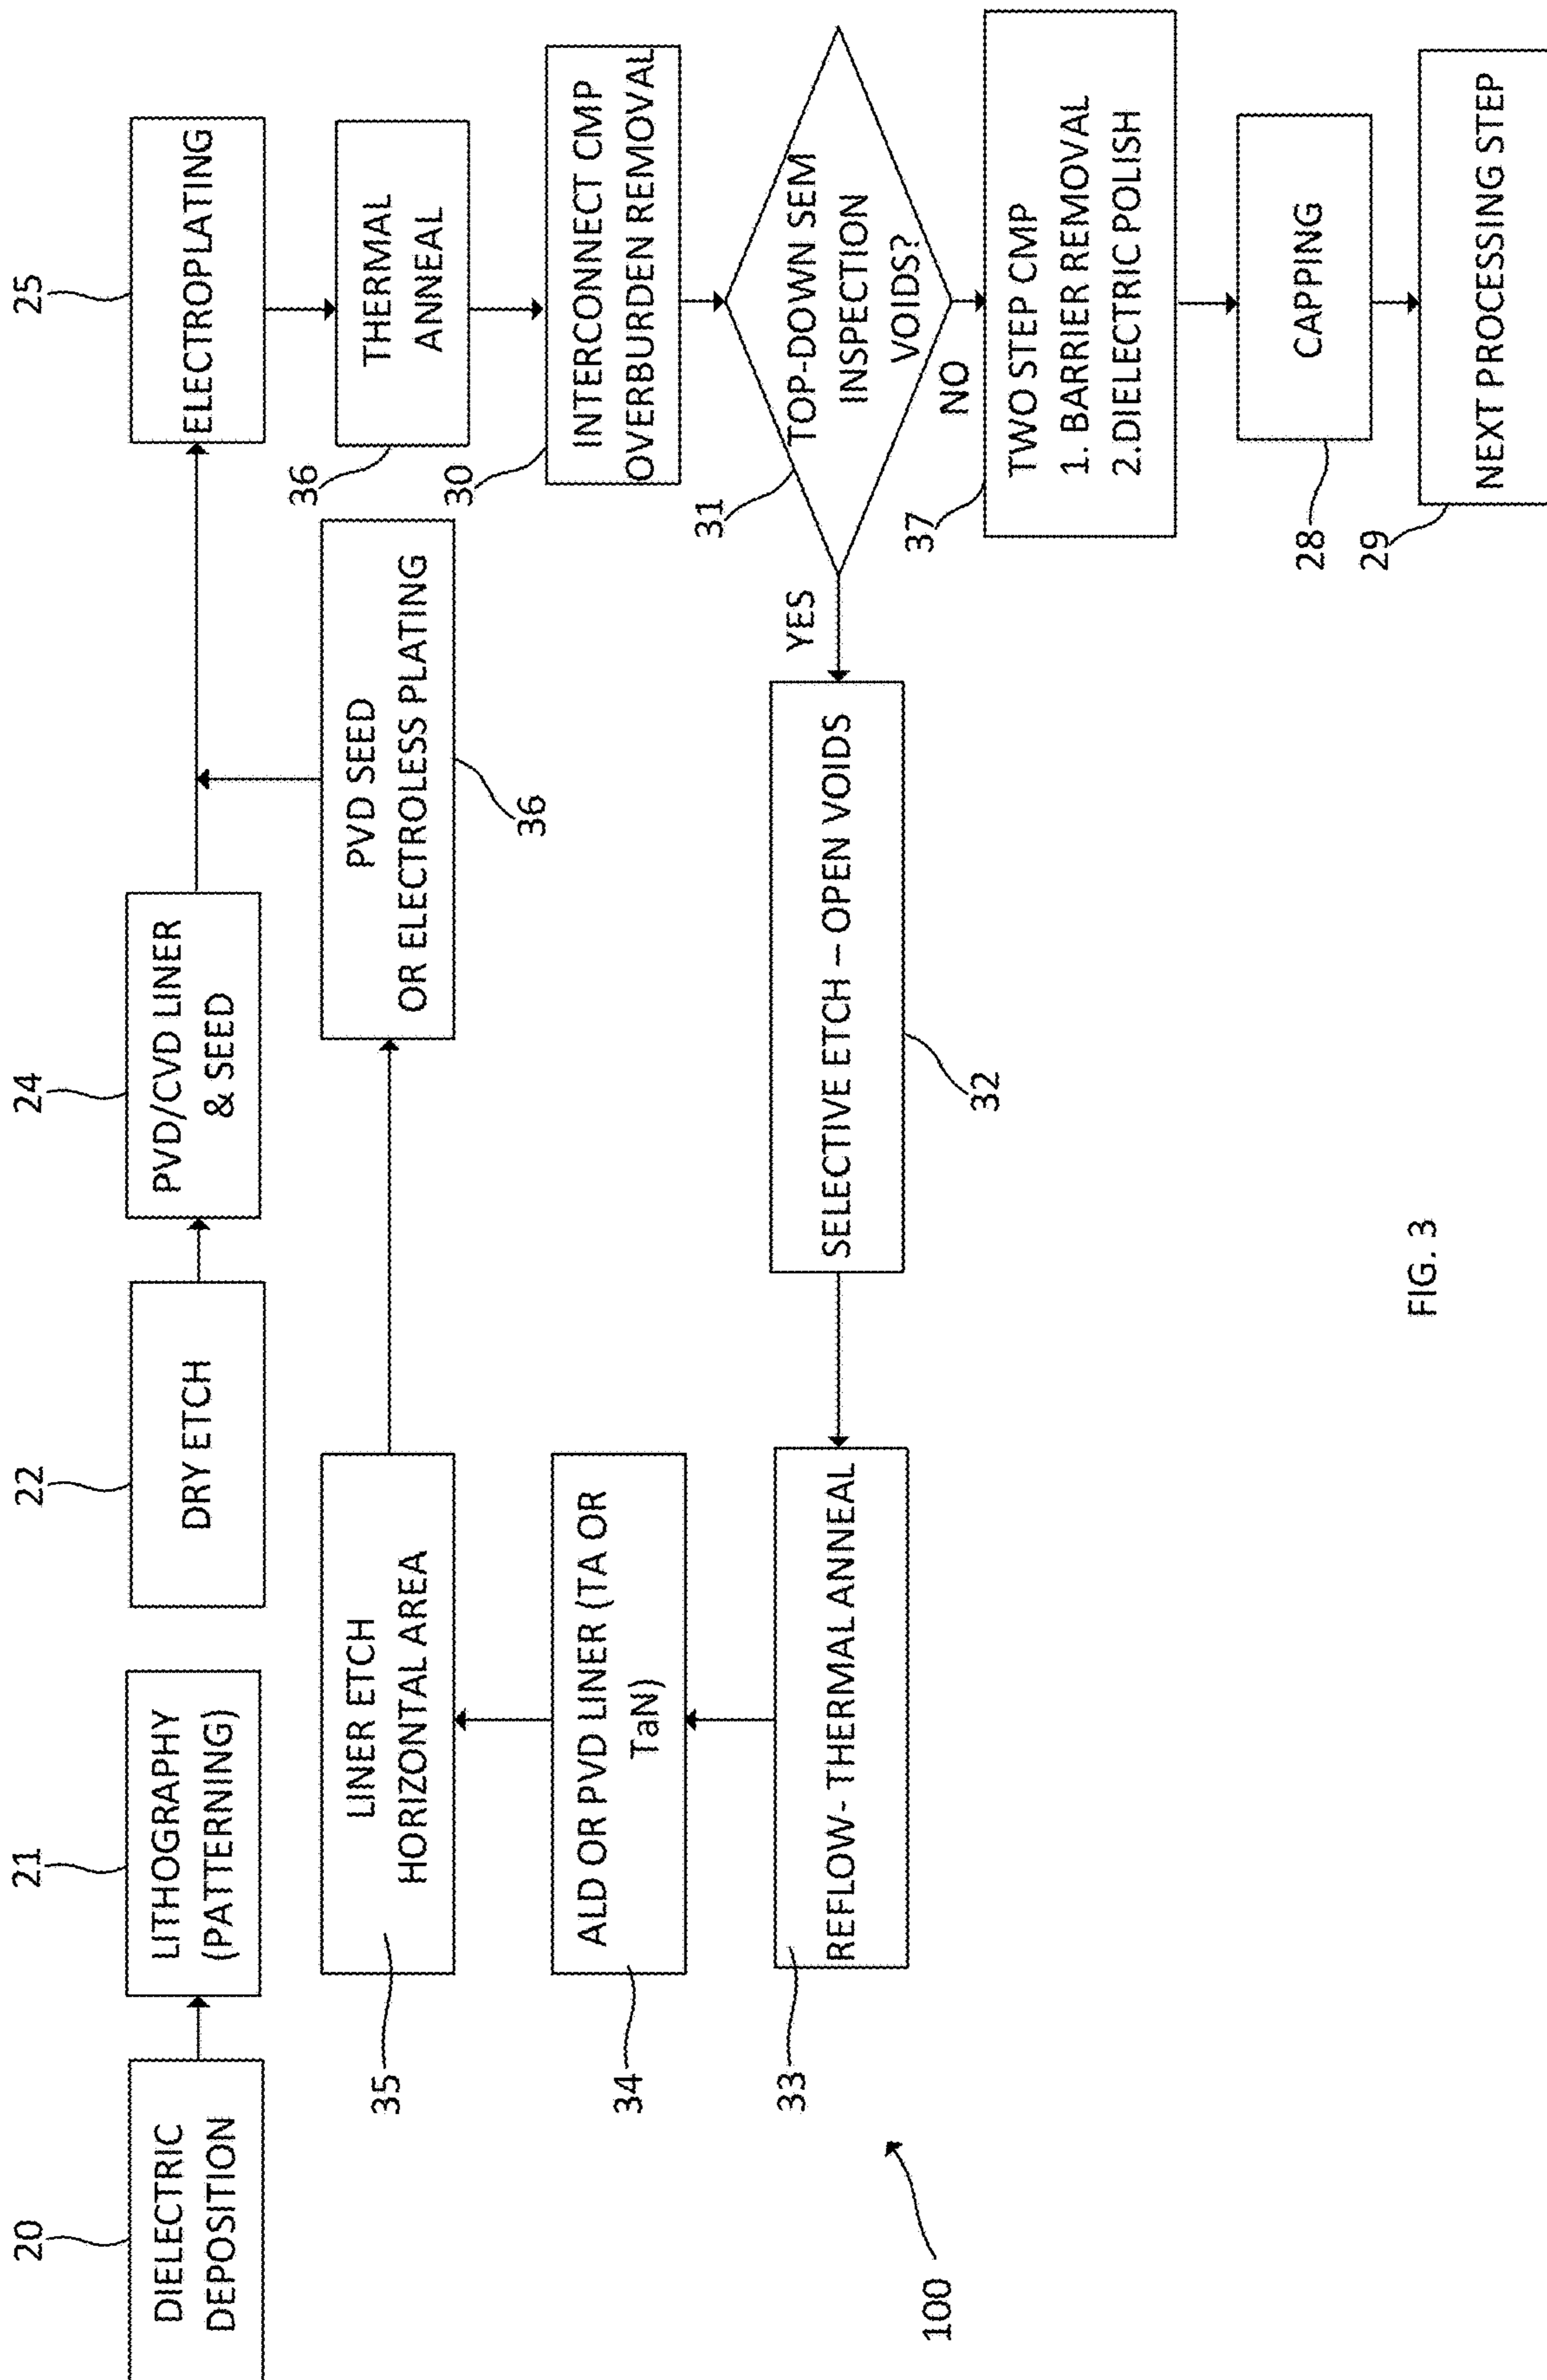 20
DIELECTRIC
DEPOSITION
21
LITHOGRAPHY
(PATTERNING)
22
DRY ETCH
24
PVD/CVD LINER
& SEED
25
ELECTROPLATING
36
THERMAL
ANNEAL
30
INTERCONNECT CMP
OVERBURDEN REMOVAL
31
TOP-DOWN SEM
INSPECTION
VOIDS?
YES
NO
32
SELECTIVE ETCH – OPEN VOIDS
33
REFLOW- THERMAL ANNEAL
34
ALD OR PVD LINER (TA OR
TaN)
35
LINER ETCH
HORIZONTAL AREA
36
PVD SEED
OR ELECTROLESS PLATING
37
TWO STEP CMP
1. BARRIER REMOVAL
2.DIELECTRIC POLISH
28
CAPPING
29
NEXT PROCESSING STEP
100
FIG. 3